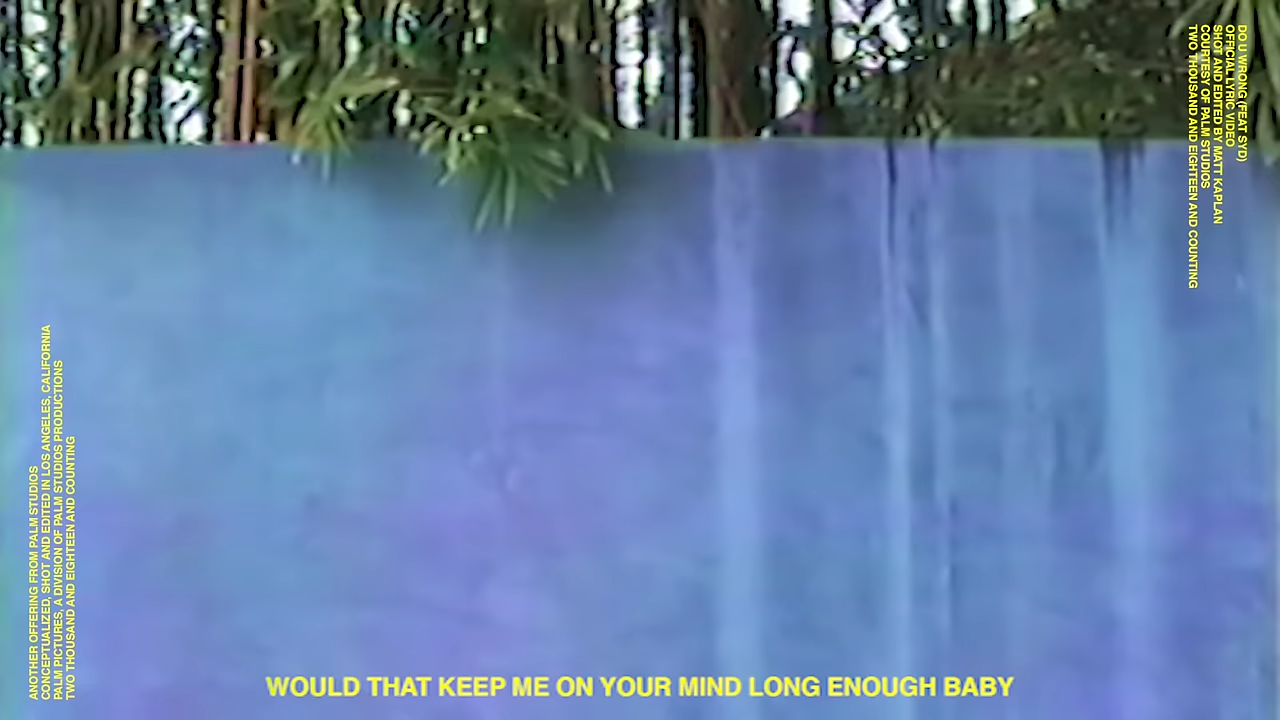 DO U WRONG (FEAT SYD)
OFFICIAL LYRIC VIDEO
SHOT AND EDITED BY MATT KAPLAN
COURTESY OF PALM STUDIOS
TWO THOUSAND AND EIGHTEEN AND COUNTING
ANOTHER OFFERING FROM PALM STUDIOS
CONCEPTUALIZED, SHOT AND EDITED IN LOS ANGELES, CALIFORNIA
PALM PICTURES, A DIVISION OF PALM STUDIOS PRODUCTIONS
TWO THOUSAND AND EIGHTEEN AND COUNTING
WOULD THAT KEEP ME ON YOUR MIND LONG ENOUGH BABY